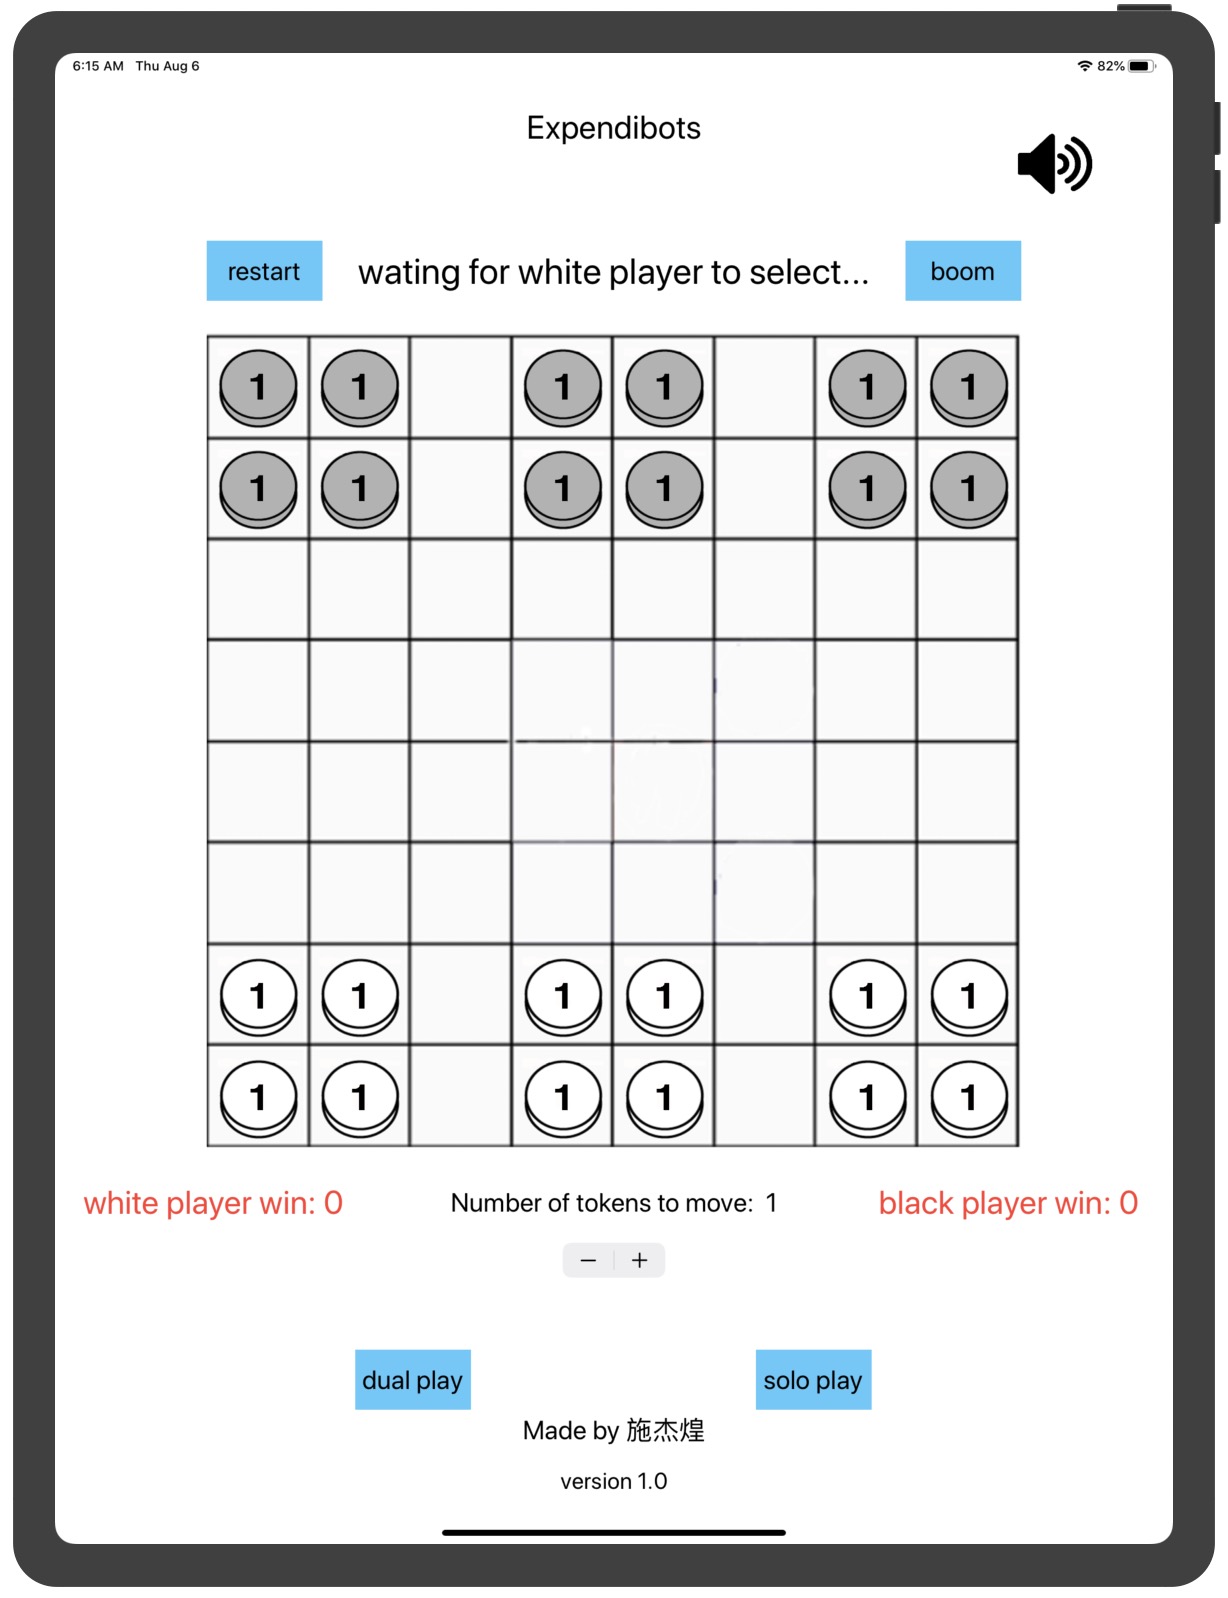 6:15 AM Thu Aug 6 82%
Expendibots
restart wating for white player to select... boom
1 1 1 1 1 1
1 1 1 1 1 1
1 1 1 1 1 1
1 1 1 1 1 1
white player win: 0 Number of tokens to move: 1 black player win: 0
− +
dual play solo play
Made by 施杰煌
version 1.0